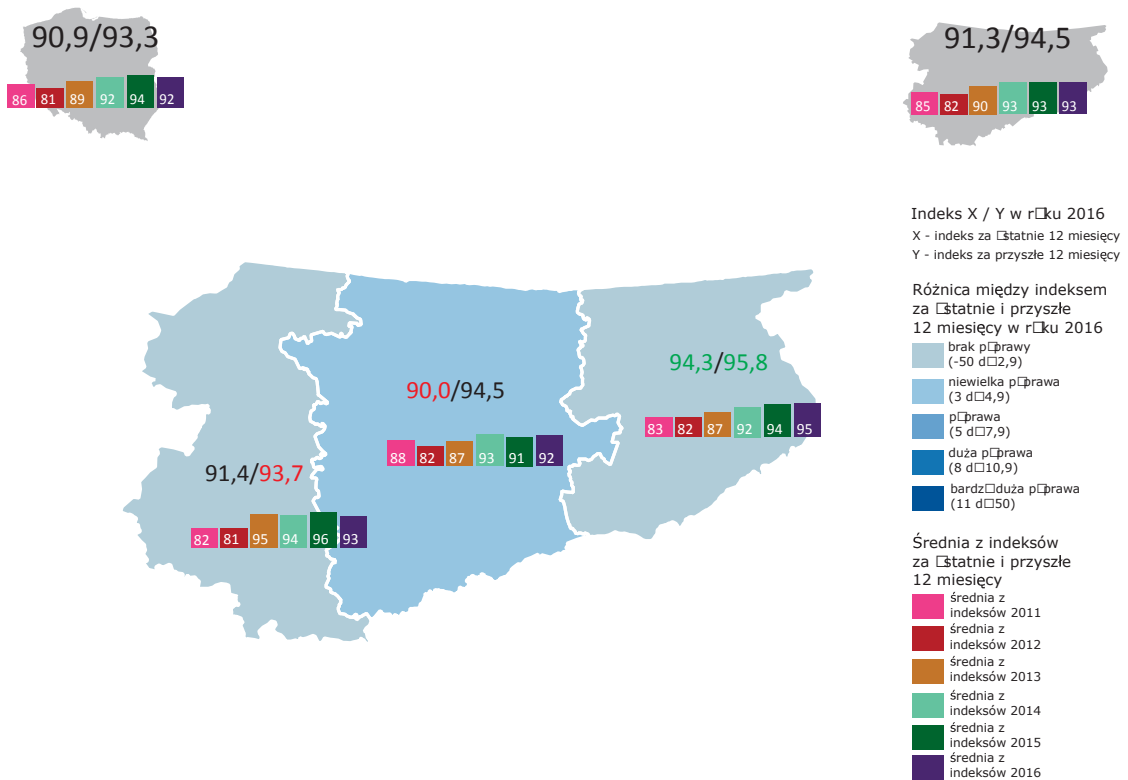 90,9/93,3
86 81 89 92 94 92
91,3/94,5
85 82 90 93 93 93
Indeks X / Y w r□ku 2016
X - indeks za □statnie 12 miesięcy
Y - indeks za przyszłe 12 miesięcy
Różnica między indeksem
za □statnie i przyszłe
12 miesięcy w r□ku 2016
brak p□prawy
(-50 d□2,9)
niewielka p□prawa
(3 d□4,9)
p□prawa
(5 d□7,9)
duża p□prawa
(8 d□10,9)
bardz□duża p□prawa
(11 d□50)
Średnia z indeksów
za □statnie i przyszłe
12 miesięcy
średnia z
indeksów 2011
średnia z
indeksów 2012
średnia z
indeksów 2013
średnia z
indeksów 2014
średnia z
indeksów 2015
średnia z
indeksów 2016
94,3/95,8
83 82 87 92 94 95
90,0/94,5
88 82 87 93 91 92
91,4/93,7
82 81 95 94 96 93